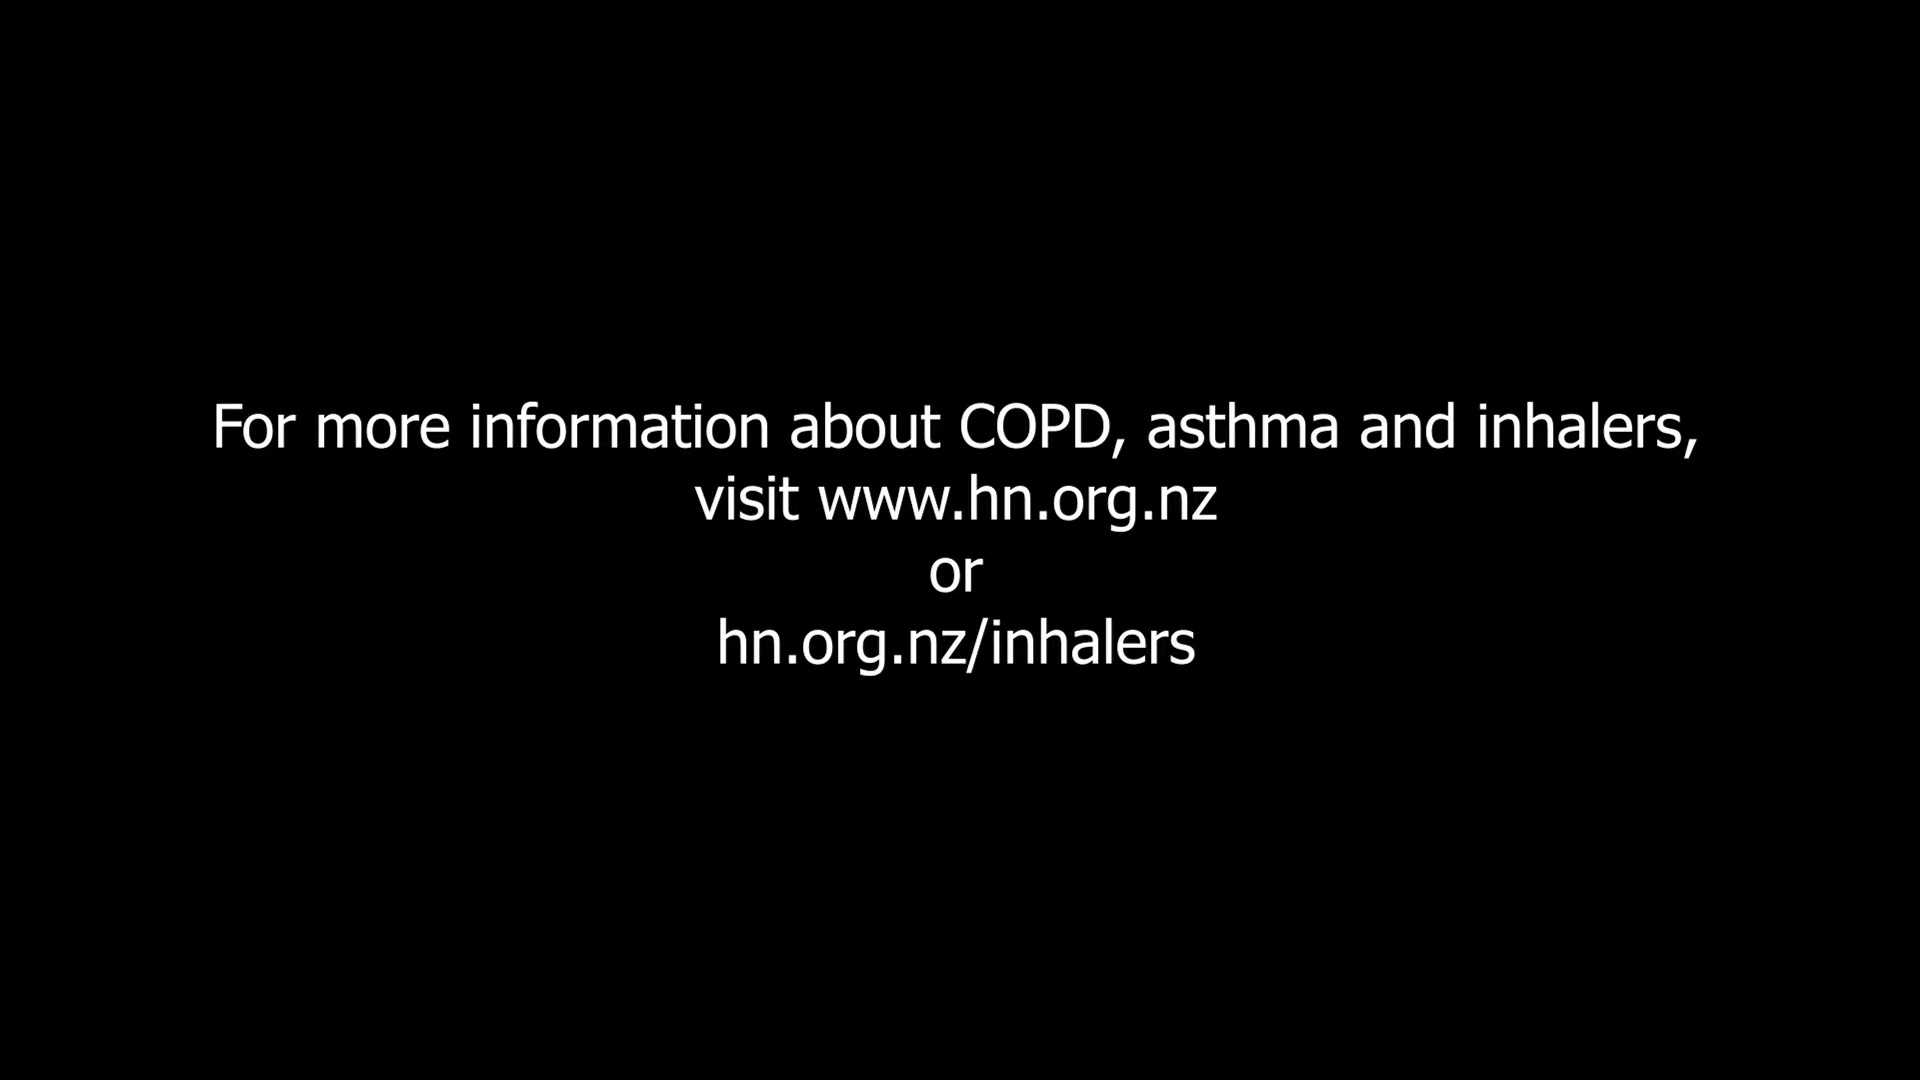 For more information about COPD, asthma and inhalers,
visit www.hn.org.nz
or
hn.org.nz/inhalers